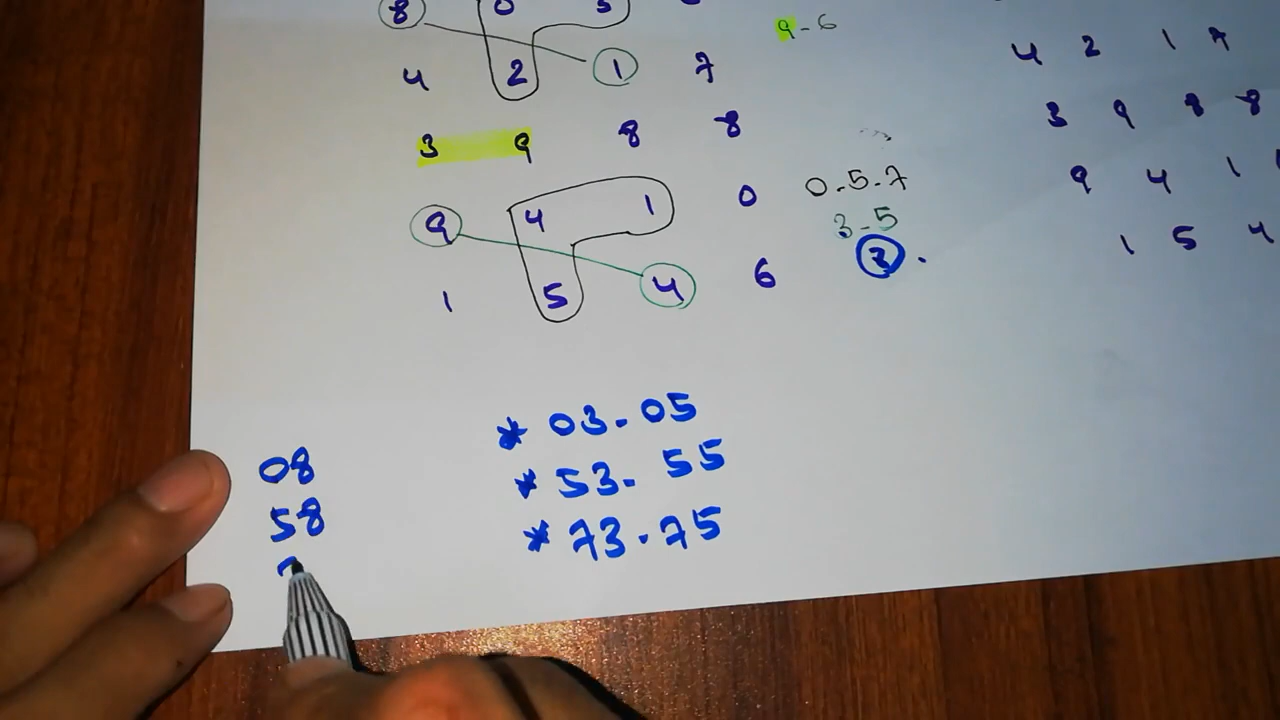 8 0 5
9-6
4 2 1 7
3 9 8 8
9 4 1 0 0.5.7
3-5
3.
1 5 4 6
4 2 1 7
3 9 8 8
9 4 1
1 5 4
* 03.05
* 53.55
* 73.75
08
58